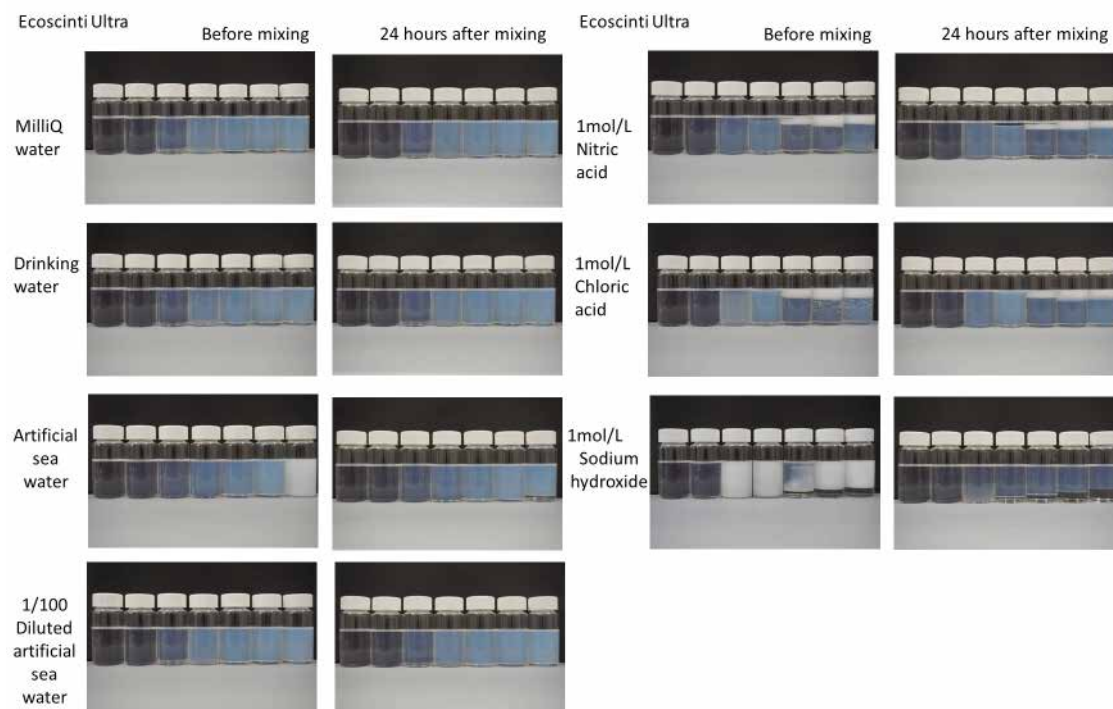 Ecoscinti Ultra
Before mixing
24 hours after mixing
MilliQ
water
Drinking
water
Artificial
sea
water
1/100
Diluted
artificial
sea
water
Ecoscinti Ultra
Before mixing
24 hours after mixing
1mol/L
Nitric
acid
1mol/L
Chloric
acid
1mol/L
Sodium
hydroxide